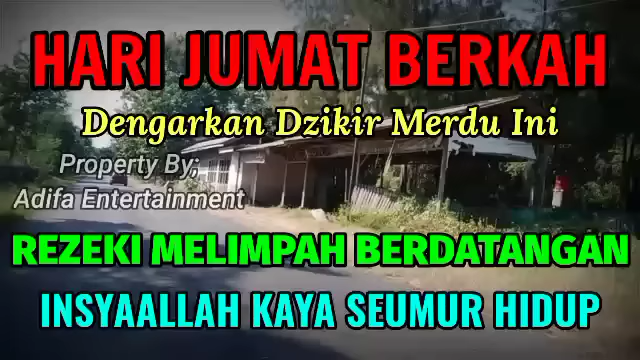 HARI JUMAT BERKAH
Dengarkan Dzikir Merdu Ini
Property By;
Adifa Entertainment
REZEKI MELIMPAH BERDATANGAN
INSYAALLAH KAYA SEUMUR HIDUP